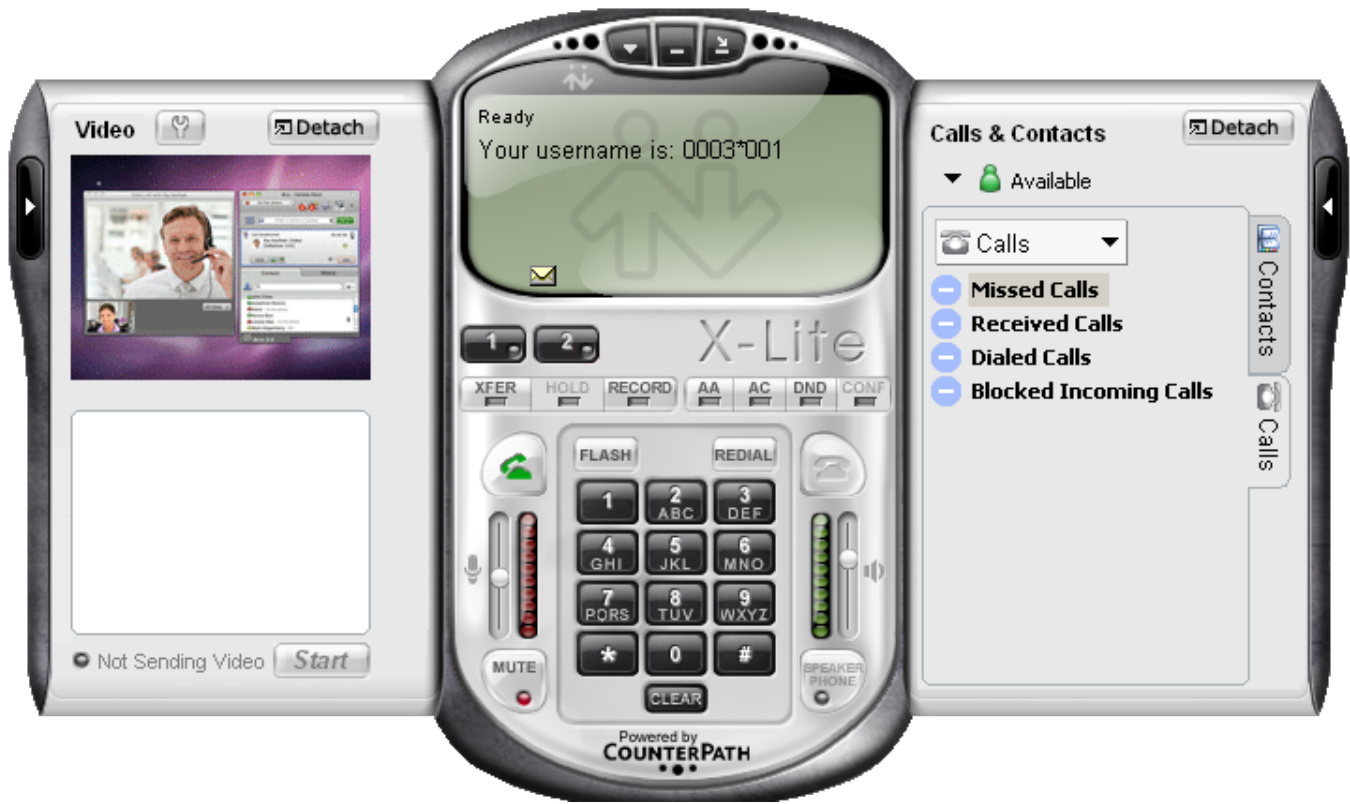 Video
Detach
Not Sending Video
Start
Ready
Your username is: 0003*001
X-Lite
1
2
XFER
HOLD
RECORD
AA
AC
DND
CONF
FLASH
REDIAL
1
2
ABC
3
DEF
4
GHI
5
JKL
6
MNO
7
PQRS
8
TUV
9
WXYZ
*
0
#
MUTE
SPEAKER
PHONE
CLEAR
Powered by
COUNTERPATH
Calls & Contacts
Detach
Available
Calls
Missed Calls
Received Calls
Dialed Calls
Blocked Incoming Calls
Contacts
Calls